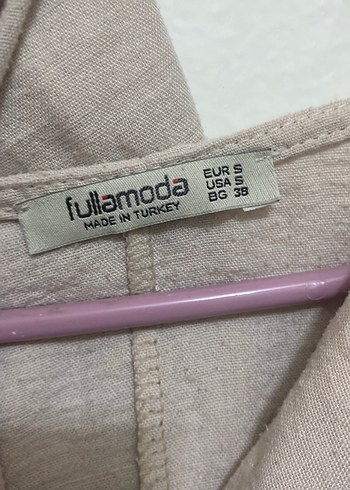 fullamoda
MADE IN TURKEY
EUR S
USA S
BG 38